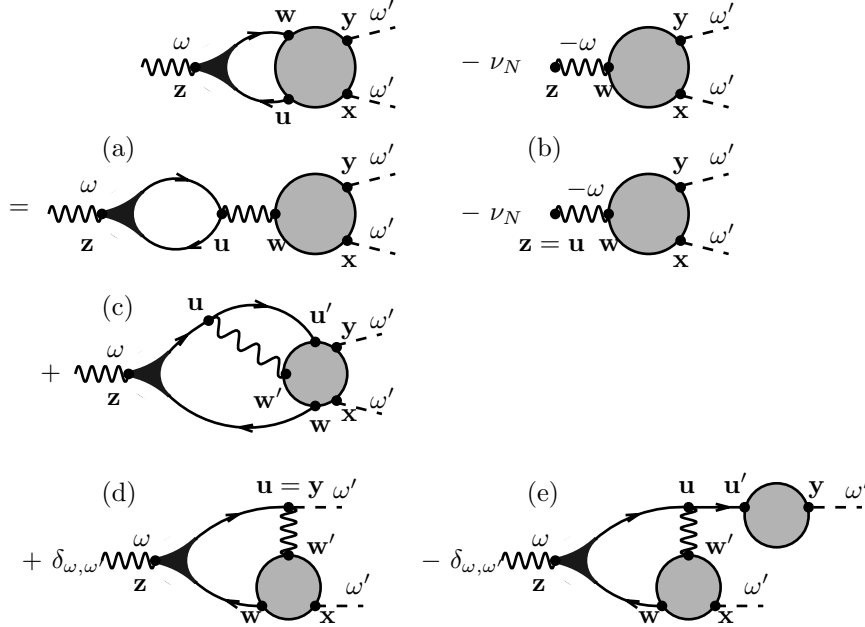 ω w y ω′ − ν_N −ω y ω′
z u x ω′ z w x ω′
(a) (b)
= ω y ω′ − ν_N −ω y ω′
z u w x ω′ z = u w x ω′
(c)
+ ω u u′ y ω′
z w′ w x ω′
(d) u = y ω′ (e) u u′ y ω′
+ δ_{ω,ω′} ω w′ − δ_{ω,ω′} ω w′
z w x ω′ z w x ω′